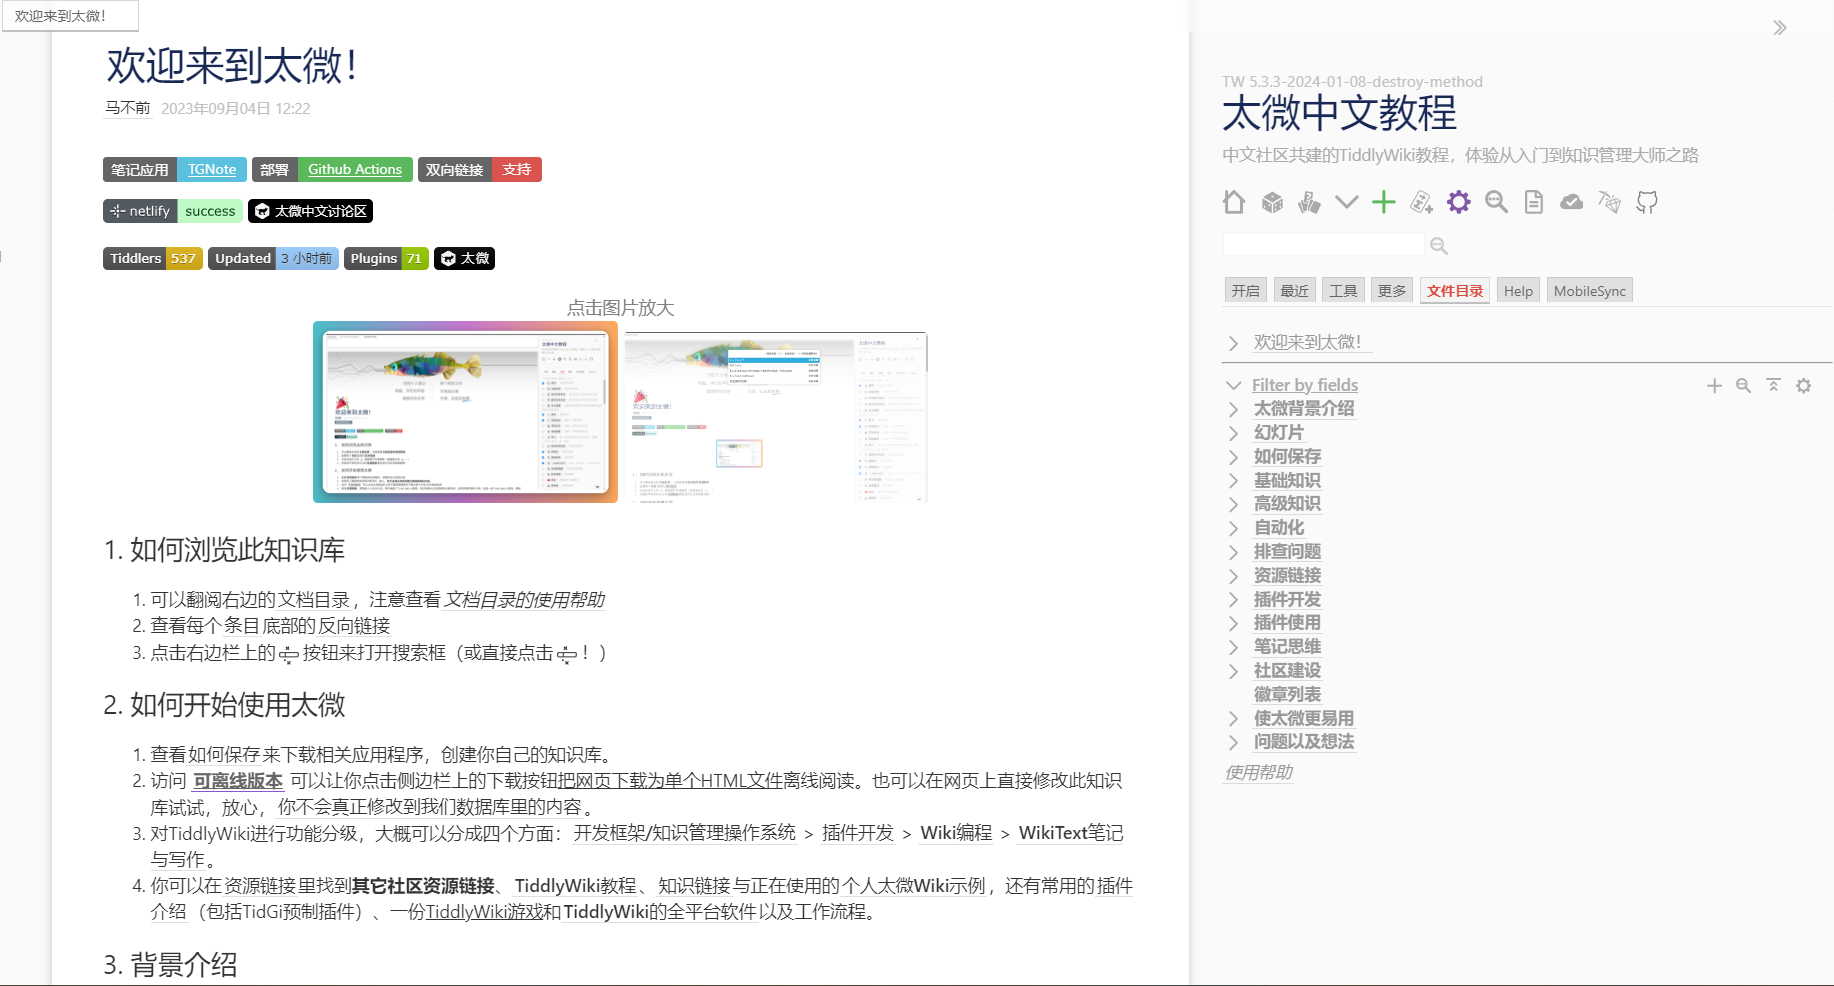 欢迎来到太微！
欢迎来到太微！
马不前 2023年09月04日 12:22
笔记应用 TGNote 部署 Github Actions 双向链接 支持
netlify success 太微中文讨论区
Tiddlers 537 Updated 3 小时前 Plugins 71 太微
点击图片放大
1. 如何浏览此知识库
1. 可以翻阅右边的文档目录，注意查看文档目录的使用帮助
2. 查看每个条目底部的反向链接
3. 点击右边栏上的按钮来打开搜索框（或直接点击！）
2. 如何开始使用太微
1. 查看如何保存来下载相关应用程序，创建你自己的知识库。
2. 访问 可离线版本 可以让你点击侧边栏上的下载按钮把网页下载为单个HTML文件离线阅读。也可以在网页上直接修改此知识
库试试，放心，你不会真正修改到我们数据库里的内容。
3. 对TiddlyWiki进行功能分级，大概可以分成四个方面：开发框架/知识管理操作系统 > 插件开发 > Wiki编程 > WikiText笔记
与写作。
4. 你可以在资源链接里找到其它社区资源链接、TiddlyWiki教程、知识链接与正在使用的个人太微Wiki示例，还有常用的插件
介绍（包括TidGi预制插件）、一份TiddlyWiki游戏和TiddlyWiki的全平台软件以及工作流程。
3. 背景介绍
TW 5.3.3-2024-01-08-destroy-method
太微中文教程
中文社区共建的TiddlyWiki教程，体验从入门到知识管理大师之路
开启 最近 工具 更多 文件目录 Help MobileSync
欢迎来到太微！
Filter by fields
太微背景介绍
幻灯片
如何保存
基础知识
高级知识
自动化
排查问题
资源链接
插件开发
插件使用
笔记思维
社区建设
徽章列表
使太微更易用
问题以及想法
使用帮助